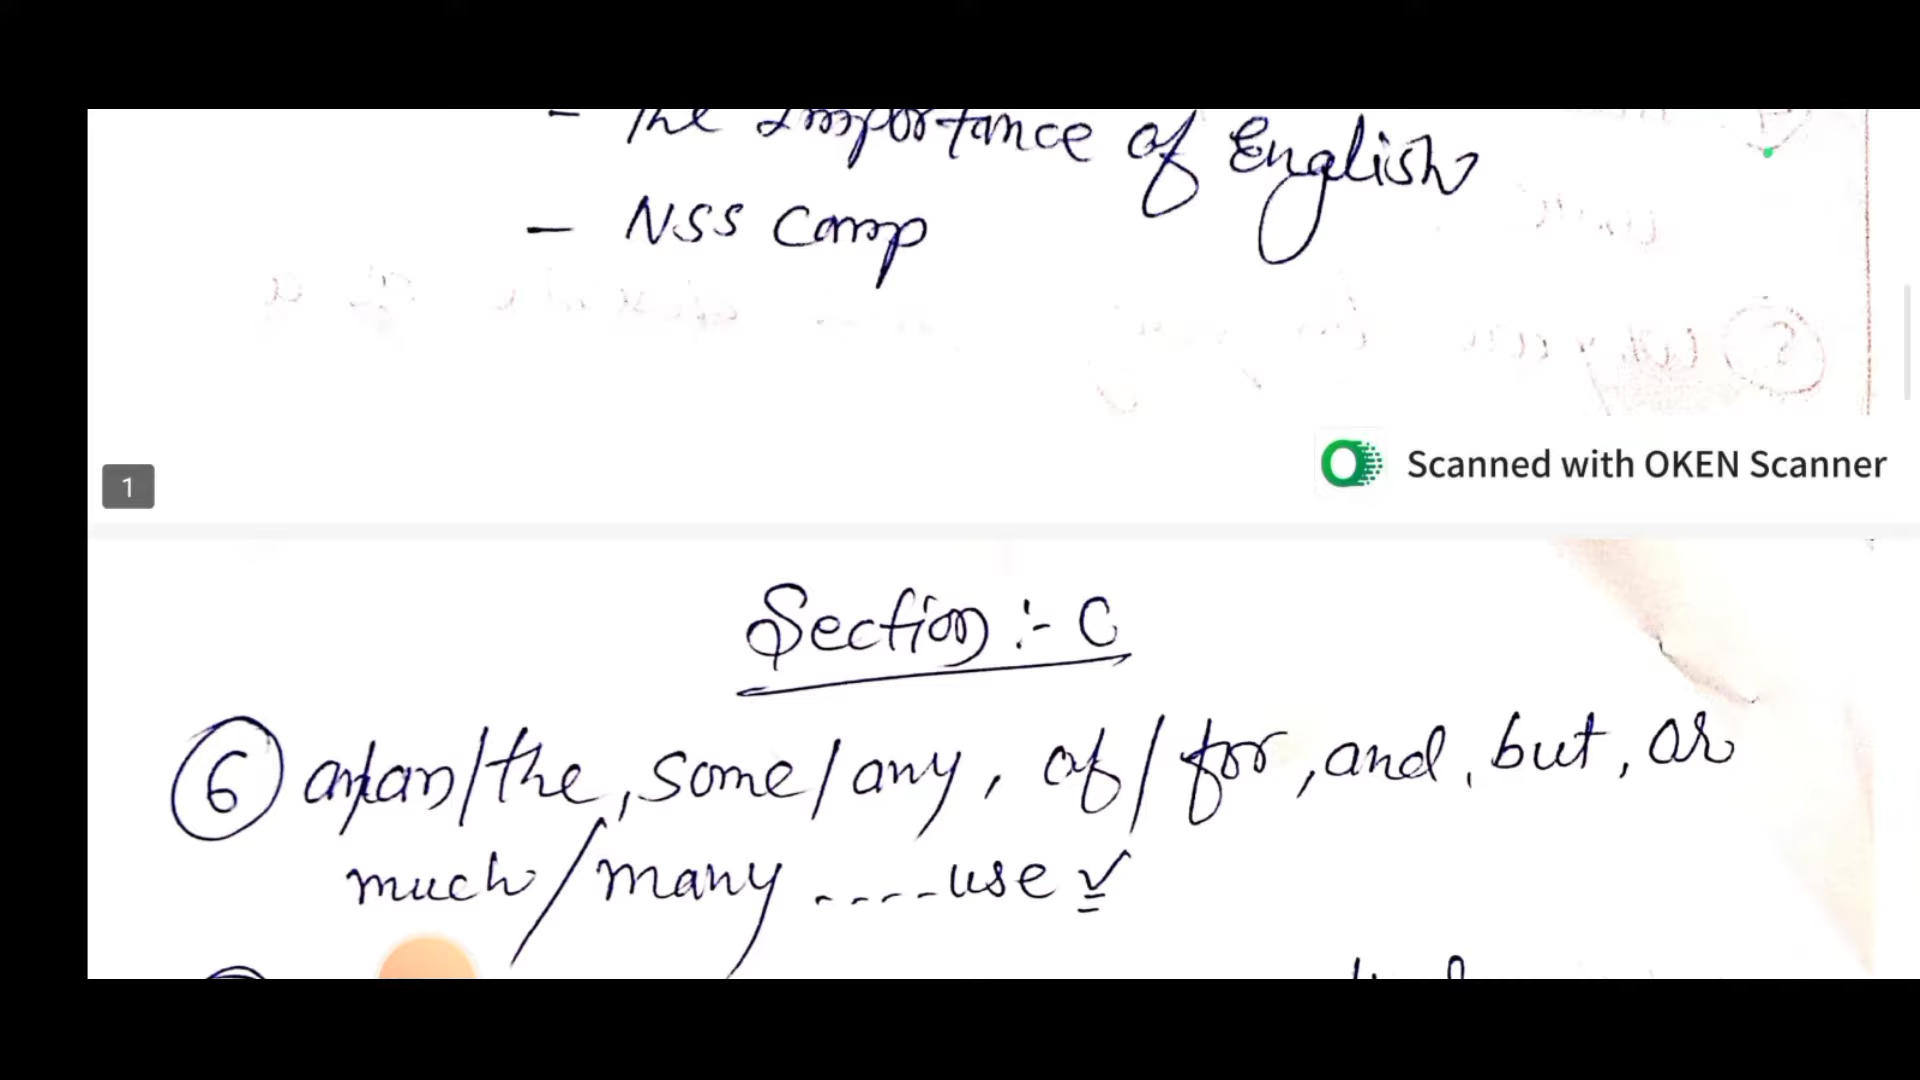 - The Importance of English
- NSS Camp
Scanned with OKEN Scanner
1
Section :- C
6 a/an/the, some/any, of/for, and, but, or
much/many ....use